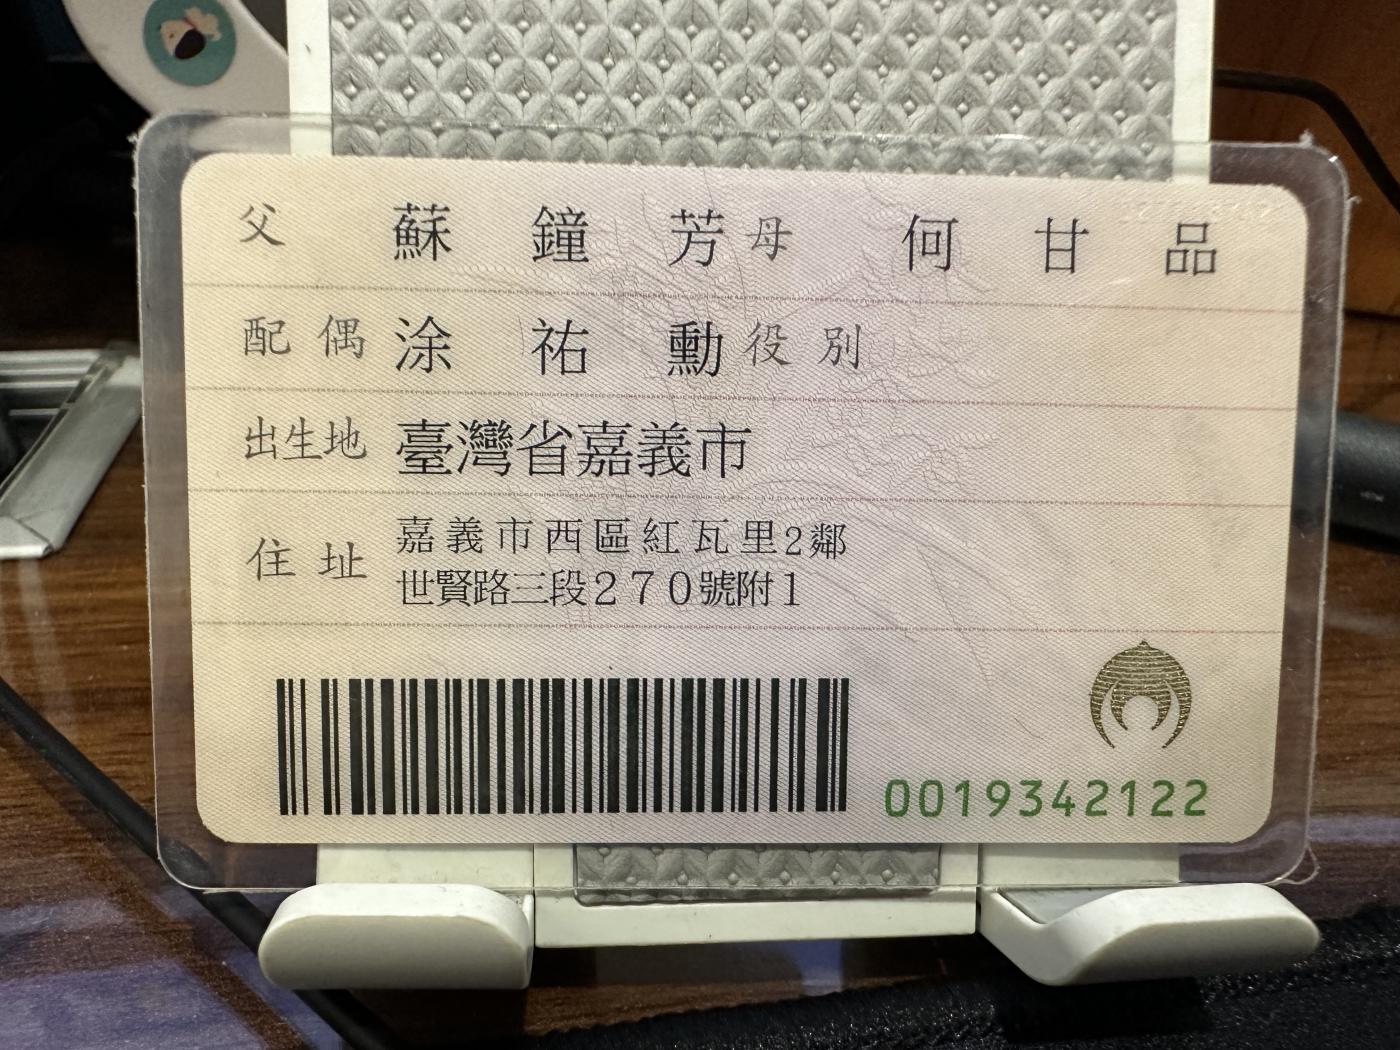 父 蘇鐘芳 母 何甘品
配偶 涂祐勳 役別
出生地 臺灣省嘉義市
住址 嘉義市西區紅瓦里2鄰
世賢路三段270號附1
0019342122